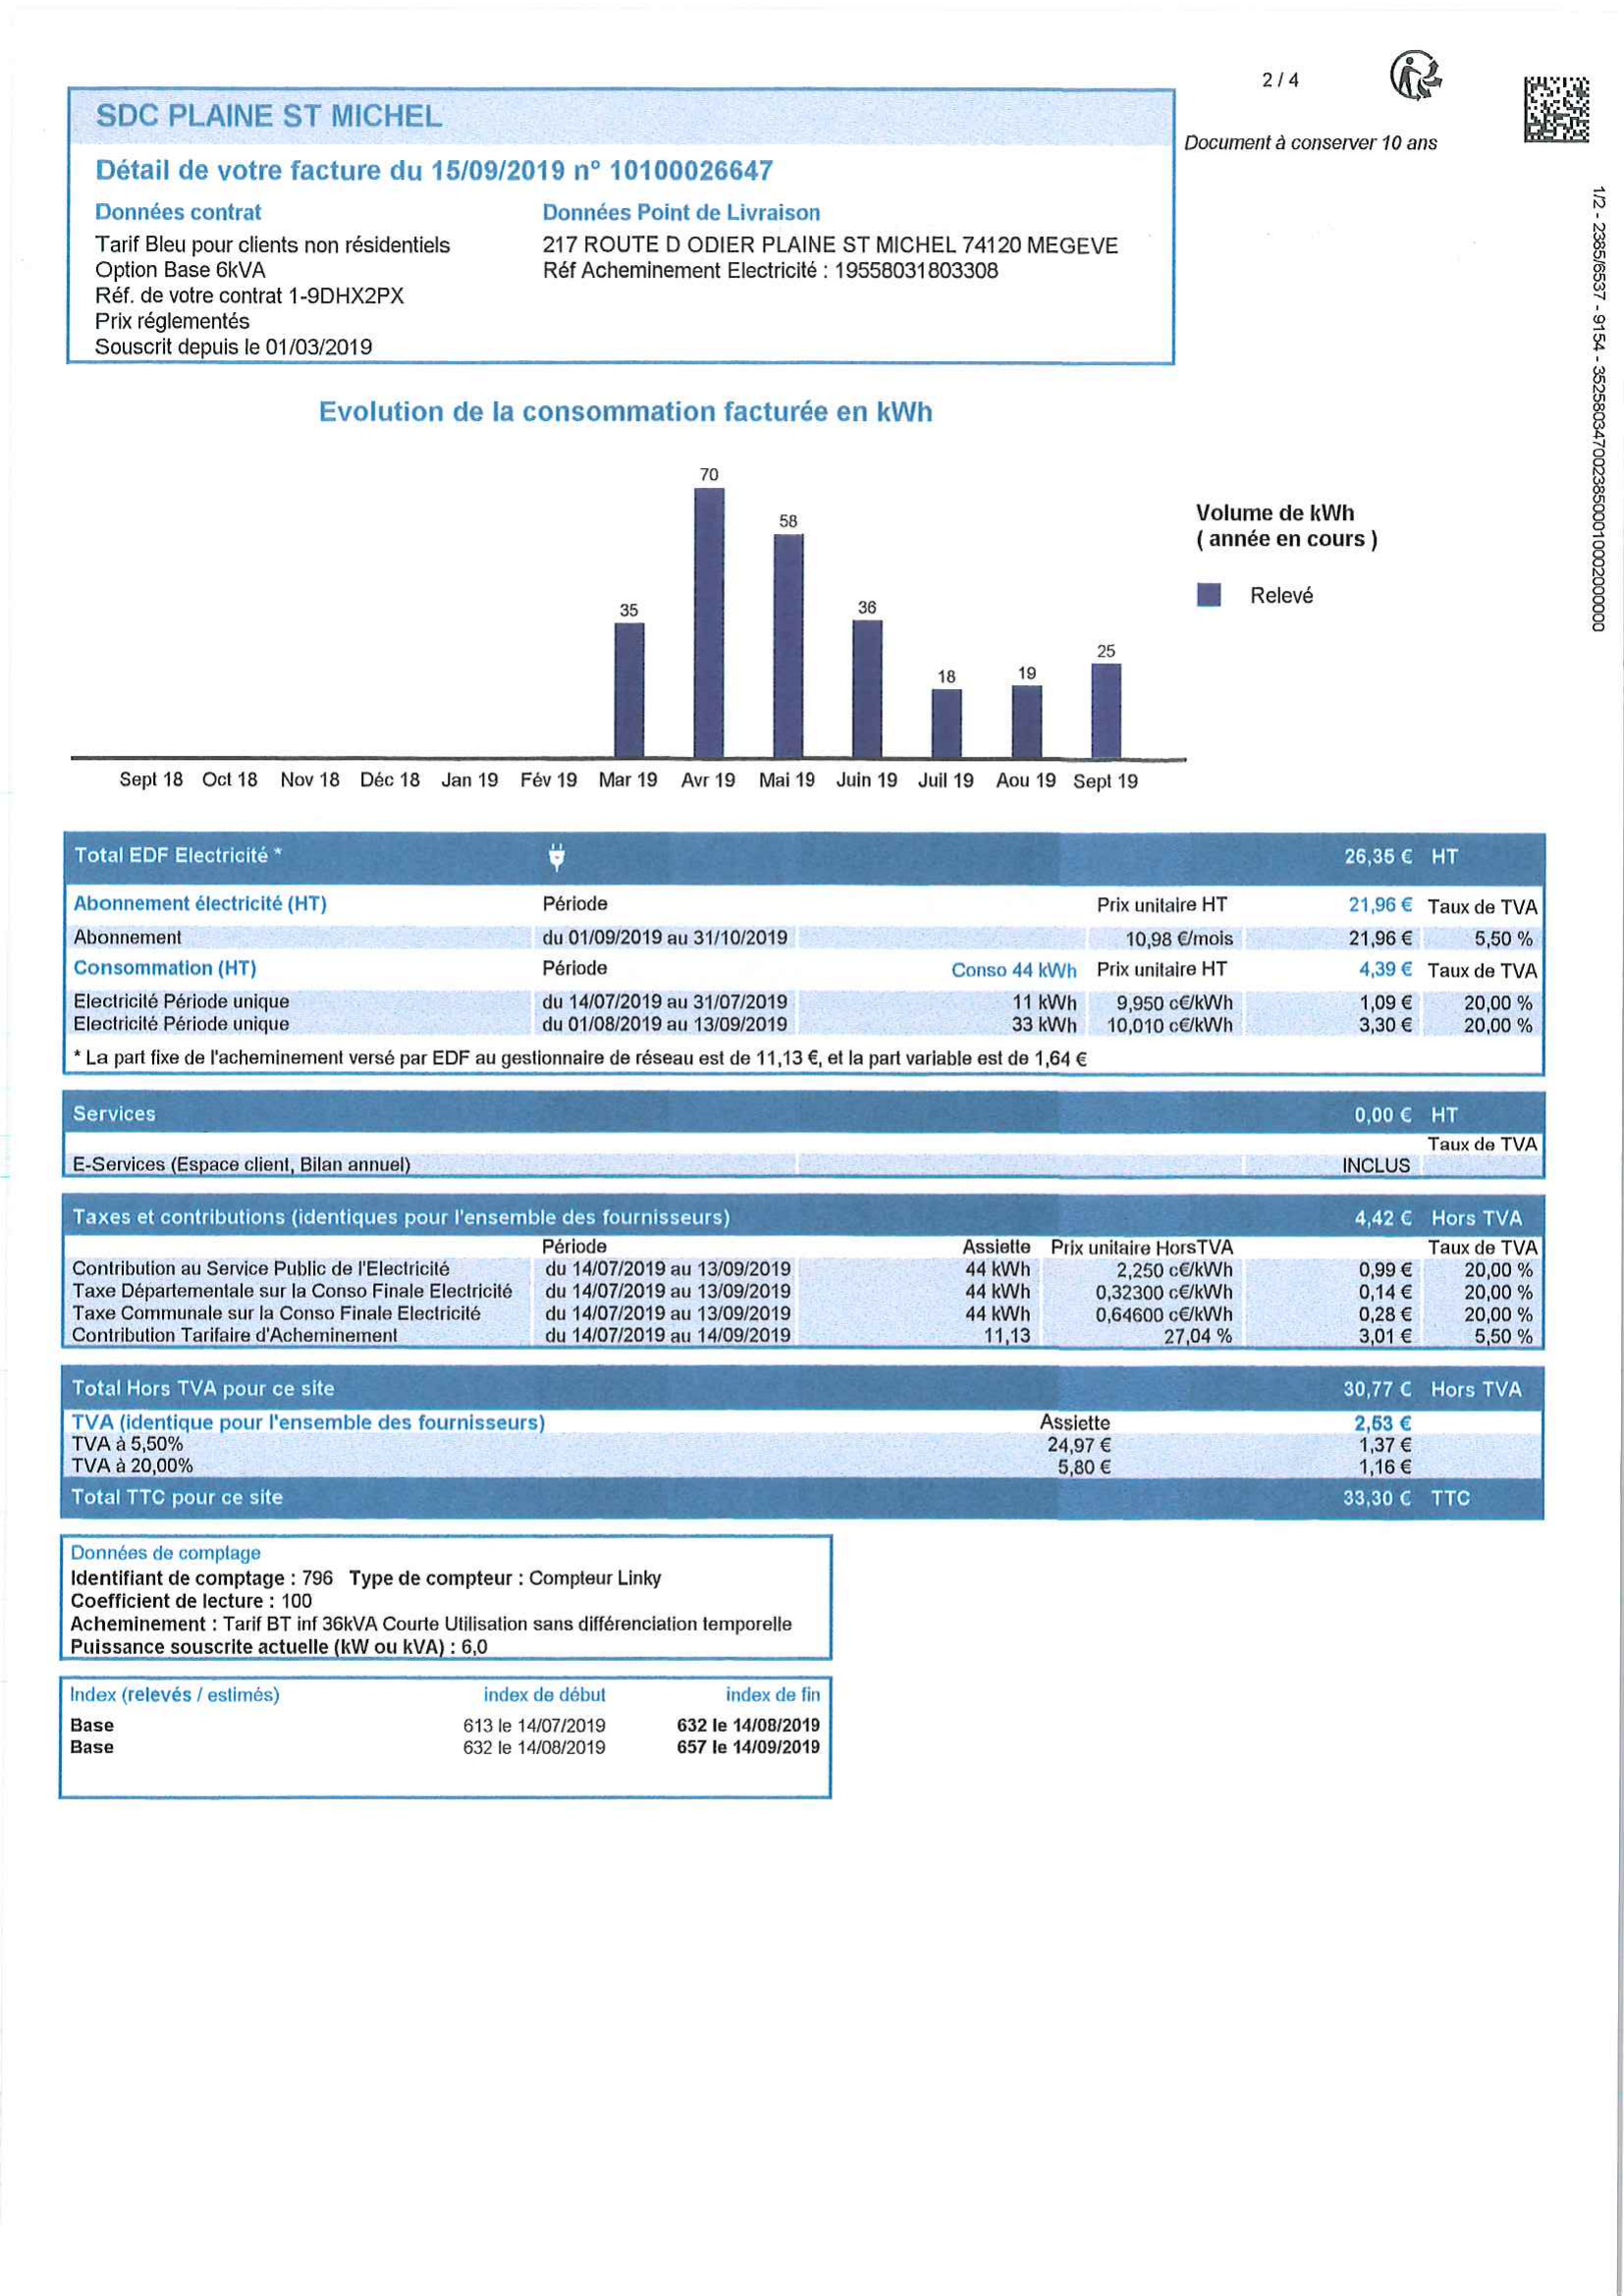 2 / 4
SDC PLAINE ST MICHEL
Document à conserver 10 ans
Détail de votre facture du 15/09/2019 n° 10100026647
Données contrat
Données Point de Livraison
Tarif Bleu pour clients non résidentiels
217 ROUTE D ODIER PLAINE ST MICHEL 74120 MEGEVE
Option Base 6kVA
Réf Acheminement Electricité : 19558031803308
Réf. de votre contrat 1-9DHX2PX
Prix réglementés
Souscrit depuis le 01/03/2019
1/2 - 2385/6537 - 9154 - 35258034700238500010002000000
Evolution de la consommation facturée en kWh
70
58
35
36
18
19
25
Volume de kWh
( année en cours )
Relevé
Sept 18 Oct 18 Nov 18 Déc 18 Jan 19 Fév 19 Mar 19 Avr 19 Mai 19 Juin 19 Juil 19 Aou 19 Sept 19
Total EDF Electricité * 26,35 € HT
Abonnement électricité (HT) Période Prix unitaire HT 21,96 € Taux de TVA
Abonnement du 01/09/2019 au 31/10/2019 10,98 €/mois 21,96 € 5,50 %
Consommation (HT) Période Conso 44 kWh Prix unitaire HT 4,39 € Taux de TVA
Electricité Période unique du 14/07/2019 au 31/07/2019 11 kWh 9,950 c€/kWh 1,09 € 20,00 %
Electricité Période unique du 01/08/2019 au 13/09/2019 33 kWh 10,010 c€/kWh 3,30 € 20,00 %
* La part fixe de l'acheminement versé par EDF au gestionnaire de réseau est de 11,13 €, et la part variable est de 1,64 €
Services 0,00 € HT
Taux de TVA
E-Services (Espace client, Bilan annuel) INCLUS
Taxes et contributions (identiques pour l'ensemble des fournisseurs) 4,42 € Hors TVA
Période Assiette Prix unitaire HorsTVA Taux de TVA
Contribution au Service Public de l'Electricité du 14/07/2019 au 13/09/2019 44 kWh 2,250 c€/kWh 0,99 € 20,00 %
Taxe Départementale sur la Conso Finale Electricité du 14/07/2019 au 13/09/2019 44 kWh 0,32300 c€/kWh 0,14 € 20,00 %
Taxe Communale sur la Conso Finale Electricité du 14/07/2019 au 13/09/2019 44 kWh 0,64600 c€/kWh 0,28 € 20,00 %
Contribution Tarifaire d'Acheminement du 14/07/2019 au 14/09/2019 11,13 27,04 % 3,01 € 5,50 %
Total Hors TVA pour ce site 30,77 € Hors TVA
TVA (identique pour l'ensemble des fournisseurs) Assiette 2,53 €
TVA à 5,50% 24,97 € 1,37 €
TVA à 20,00% 5,80 € 1,16 €
Total TTC pour ce site 33,30 € TTC
Données de comptage
Identifiant de comptage : 796 Type de compteur : Compteur Linky
Coefficient de lecture : 100
Acheminement : Tarif BT inf 36kVA Courte Utilisation sans différenciation temporelle
Puissance souscrite actuelle (kW ou kVA) : 6,0
Index (relevés / estimés) index de début index de fin
Base 613 le 14/07/2019 632 le 14/08/2019
Base 632 le 14/08/2019 657 le 14/09/2019